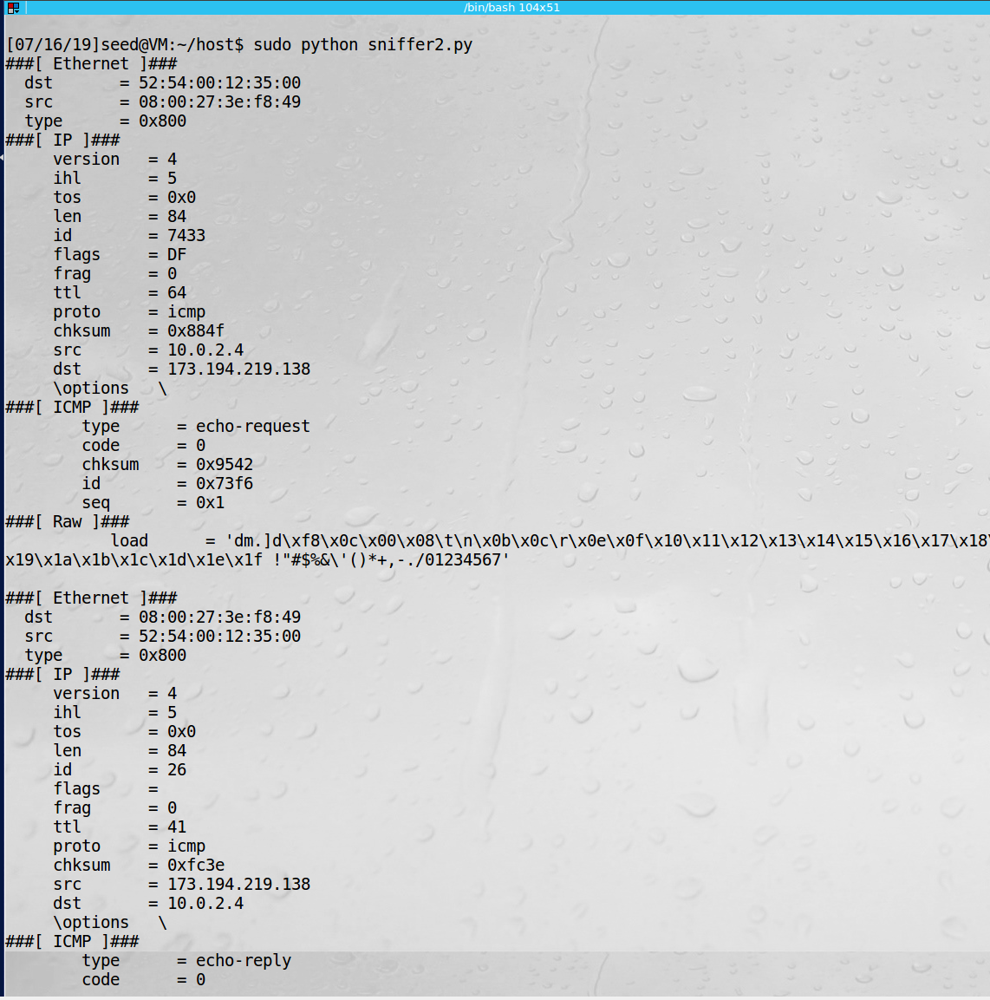 /bin/bash 104x51
[07/16/19]seed@VM:~/host$ sudo python sniffer2.py
###[ Ethernet ]###
  dst       = 52:54:00:12:35:00
  src       = 08:00:27:3e:f8:49
  type      = 0x800
###[ IP ]###
     version   = 4
     ihl       = 5
     tos       = 0x0
     len       = 84
     id        = 7433
     flags     = DF
     frag      = 0
     ttl       = 64
     proto     = icmp
     chksum    = 0x884f
     src       = 10.0.2.4
     dst       = 173.194.219.138
     \options   \
###[ ICMP ]###
        type      = echo-request
        code      = 0
        chksum    = 0x9542
        id        = 0x73f6
        seq       = 0x1
###[ Raw ]###
           load      = 'dm.]d\xf8\x0c\x00\x08\t\n\x0b\x0c\r\x0e\x0f\x10\x11\x12\x13\x14\x15\x16\x17\x18\
x19\x1a\x1b\x1c\x1d\x1e\x1f !"#$%&\'()*+,-./01234567'
###[ Ethernet ]###
  dst       = 08:00:27:3e:f8:49
  src       = 52:54:00:12:35:00
  type      = 0x800
###[ IP ]###
     version   = 4
     ihl       = 5
     tos       = 0x0
     len       = 84
     id        = 26
     flags     =
     frag      = 0
     ttl       = 41
     proto     = icmp
     chksum    = 0xfc3e
     src       = 173.194.219.138
     dst       = 10.0.2.4
     \options   \
###[ ICMP ]###
        type      = echo-reply
        code      = 0